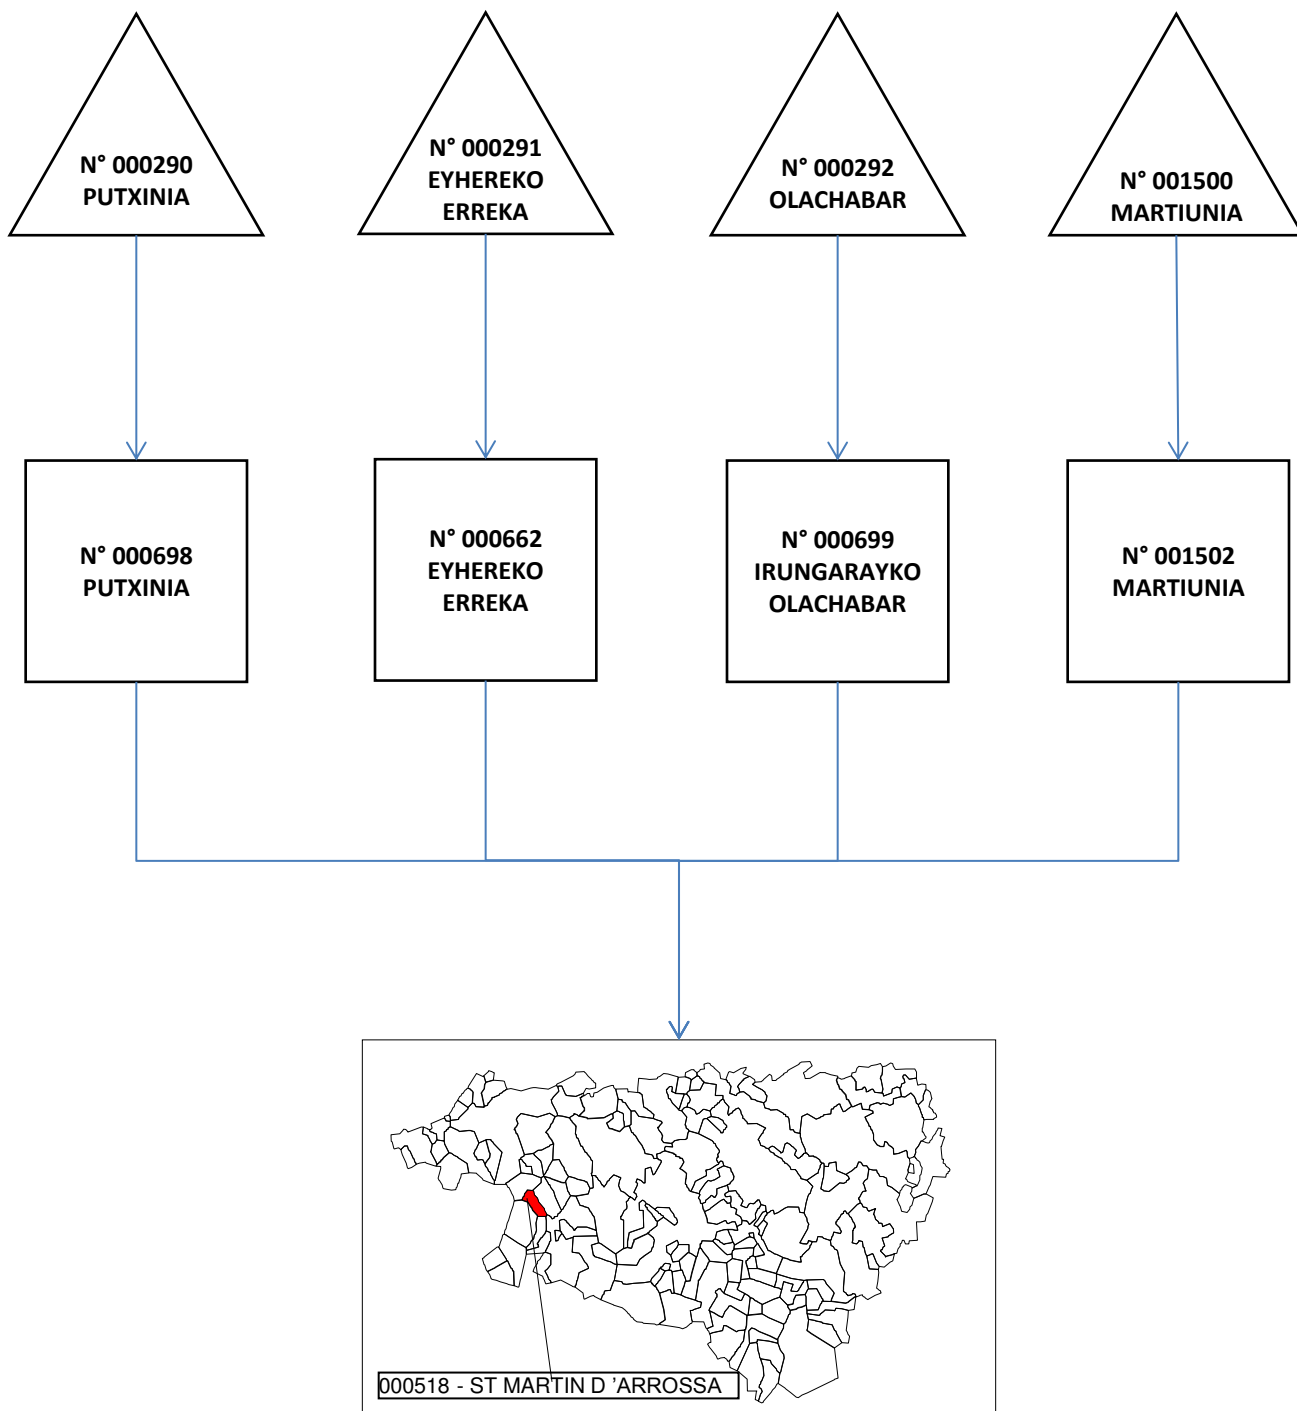 N° 000290
PUTXINIA
N° 000291
EYHEREKO
ERREKA
N° 000292
OLACHABAR
N° 001500
MARTIUNIA
N° 000698
PUTXINIA
N° 000662
EYHEREKO
ERREKA
N° 000699
IRUNGARAYKO
OLACHABAR
N° 001502
MARTIUNIA
000518 - ST MARTIN D 'ARROSSA